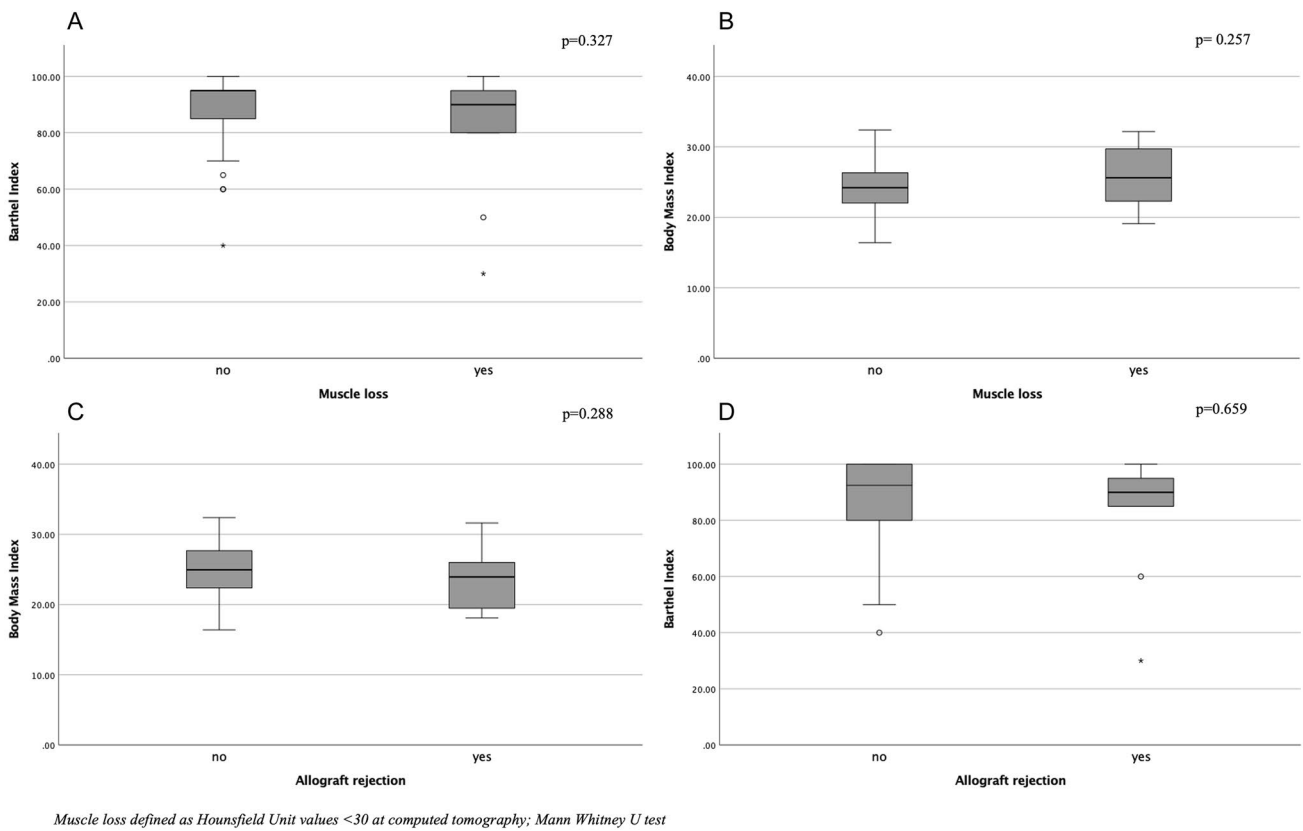 A
p=0.327
100.00
80.00
60.00
40.00
20.00
.00
Barthel Index
no
yes
Muscle loss
B
p= 0.257
40.00
30.00
20.00
10.00
.00
Body Mass Index
no
yes
Muscle loss
C
p=0.288
40.00
30.00
20.00
10.00
.00
Body Mass Index
no
yes
Allograft rejection
D
p=0.659
100.00
80.00
60.00
40.00
20.00
.00
Barthel Index
no
yes
Allograft rejection
Muscle loss defined as Hounsfield Unit values <30 at computed tomography; Mann Whitney U test